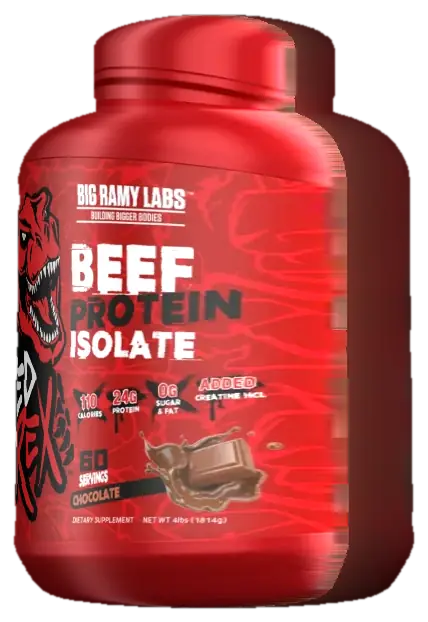 BIG RAMY LABS™
BUILDING BIGGER BODIES
BEEF
PROTEIN
ISOLATE
110
CALORIES
24G
PROTEIN
0G
SUGAR
& FAT
ADDED
CREATINE HCL
60
SERVINGS
CHOCOLATE
DIETARY SUPPLEMENT NET WT 4lbs (1814g)